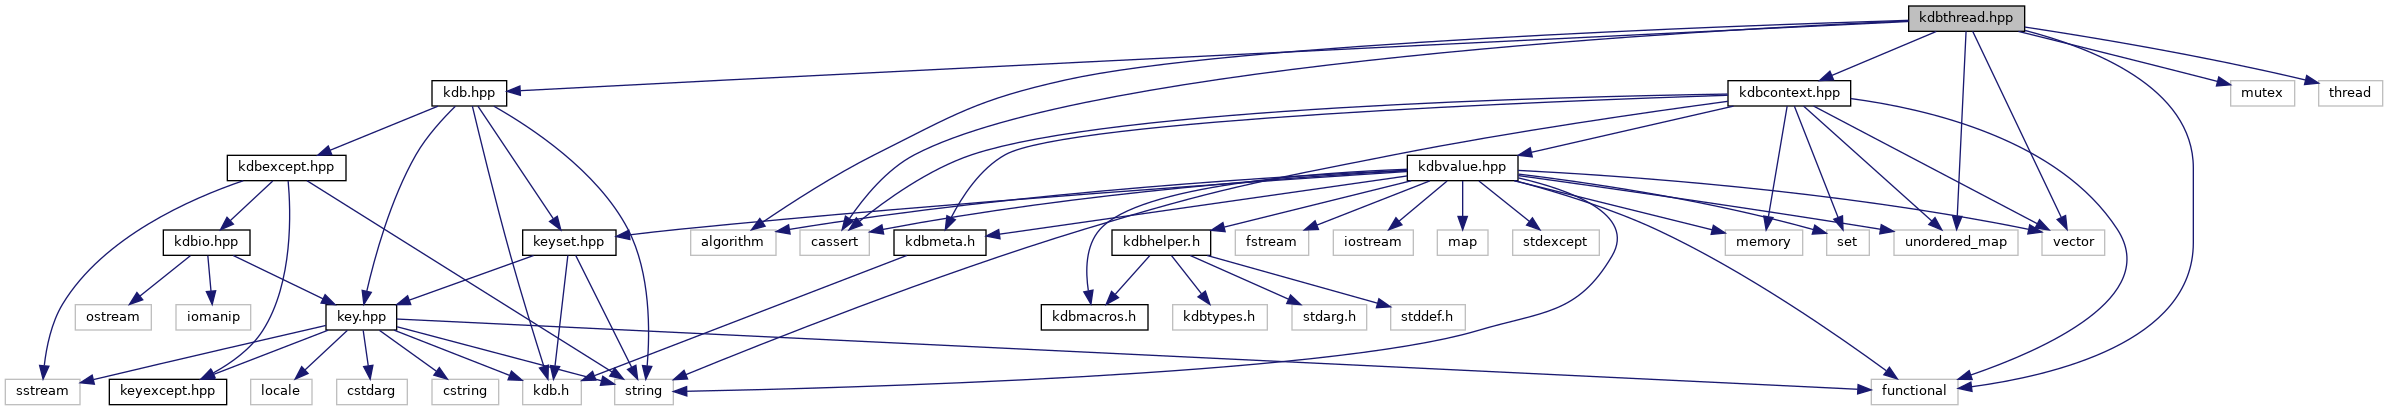 kdbthread.hpp
kdb.hpp
kdbcontext.hpp
mutex
thread
kdbexcept.hpp
kdbvalue.hpp
kdbio.hpp
keyset.hpp
algorithm
cassert
kdbmeta.h
kdbhelper.h
fstream
iostream
map
stdexcept
memory
set
unordered_map
vector
ostream
iomanip
key.hpp
kdbmacros.h
kdbtypes.h
stdarg.h
stddef.h
sstream
keyexcept.hpp
locale
cstdarg
cstring
kdb.h
string
functional